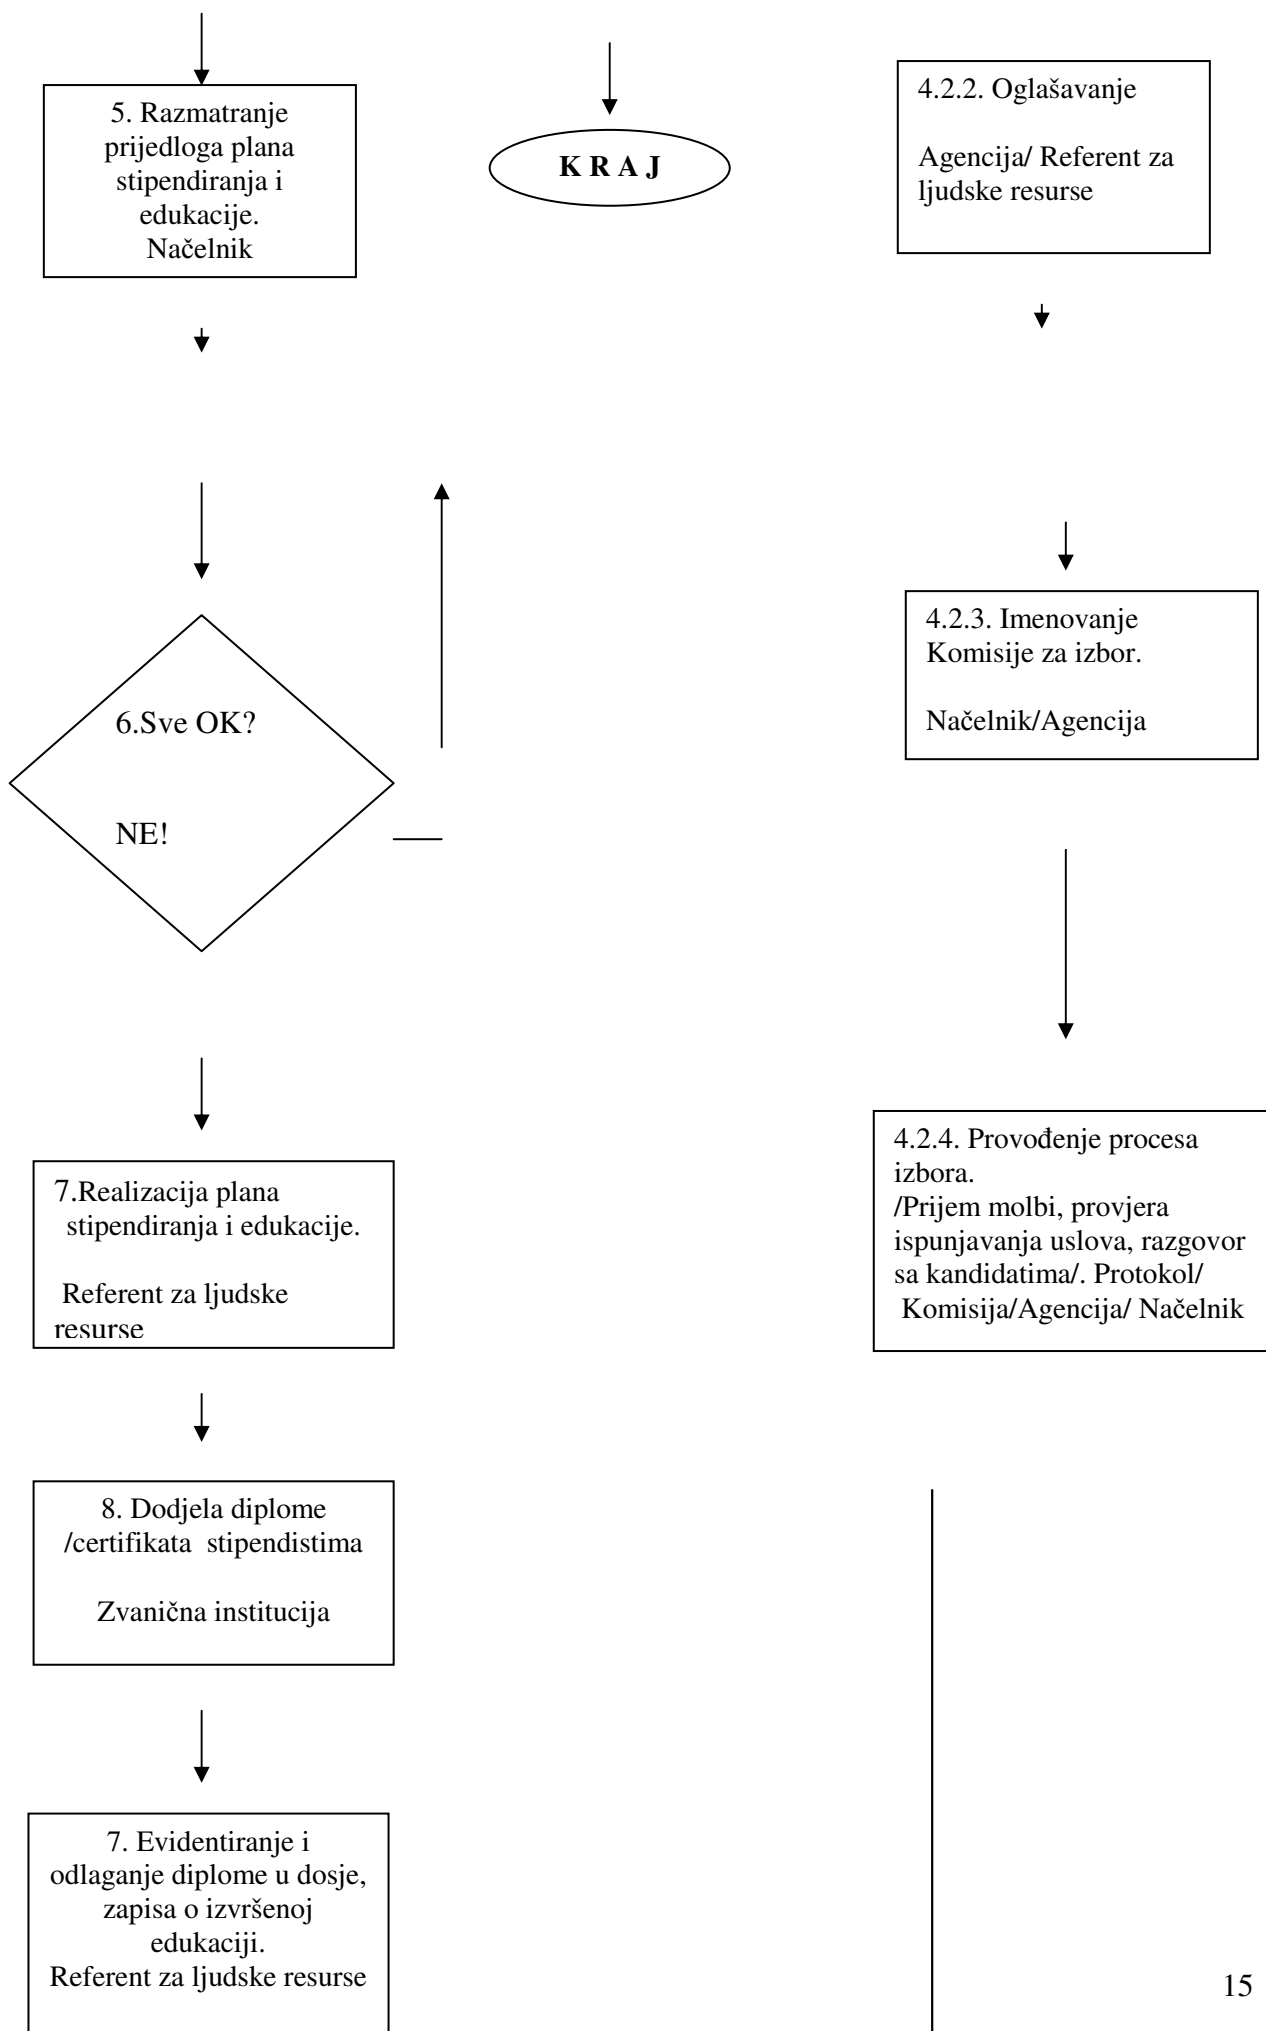 5. Razmatranje
prijedloga plana
stipendiranja i
edukacije.
Načelnik
K R A J
4.2.2. Oglašavanje
Agencija/ Referent za
ljudske resurse
6.Sve OK?
NE!
4.2.3. Imenovanje
Komisije za izbor.
Načelnik/Agencija
7.Realizacija plana
stipendiranja i edukacije.
Referent za ljudske
resurse
4.2.4. Provođenje procesa
izbora.
/Prijem molbi, provjera
ispunjavanja uslova, razgovor
sa kandidatima/. Protokol/
Komisija/Agencija/ Načelnik
8. Dodjela diplome
/certifikata  stipendistima
Zvanična institucija
7. Evidentiranje i
odlaganje diplome u dosje,
zapisa o izvršenoj
edukaciji.
Referent za ljudske resurse
15